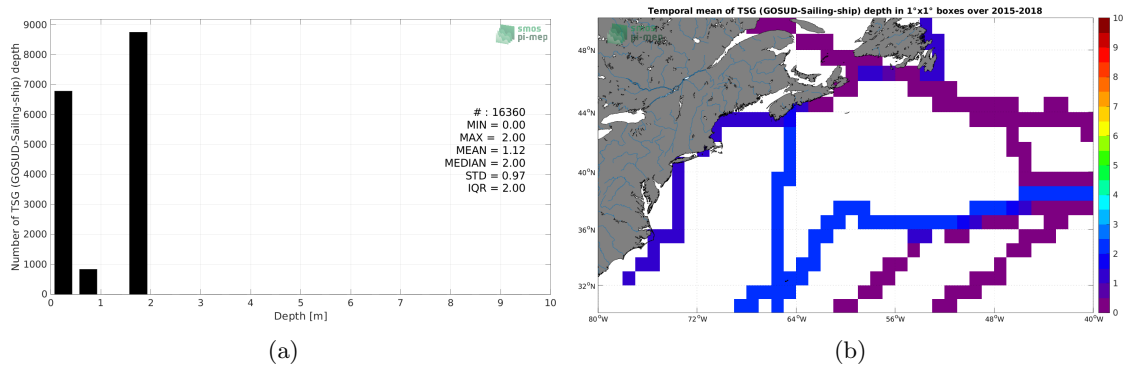 smos
pi-mep
9000
8000
7000
6000
5000
4000
3000
2000
1000
0
Number of TSG (GOSUD-Sailing-ship) depth
# : 16360
MIN = 0.00
MAX = 2.00
MEAN = 1.12
MEDIAN = 2.00
STD = 0.97
IQR = 2.00
0 1 2 3 4 5 6 7 8 9 10
Depth [m]
(a)
Temporal mean of TSG (GOSUD-Sailing-ship) depth in 1°x1° boxes over 2015-2018
smos
pi-mep
48°N
44°N
40°N
36°N
32°N
80°W 72°W 64°W 56°W 48°W 40°W
10
9
8
7
6
5
4
3
2
1
0
(b)